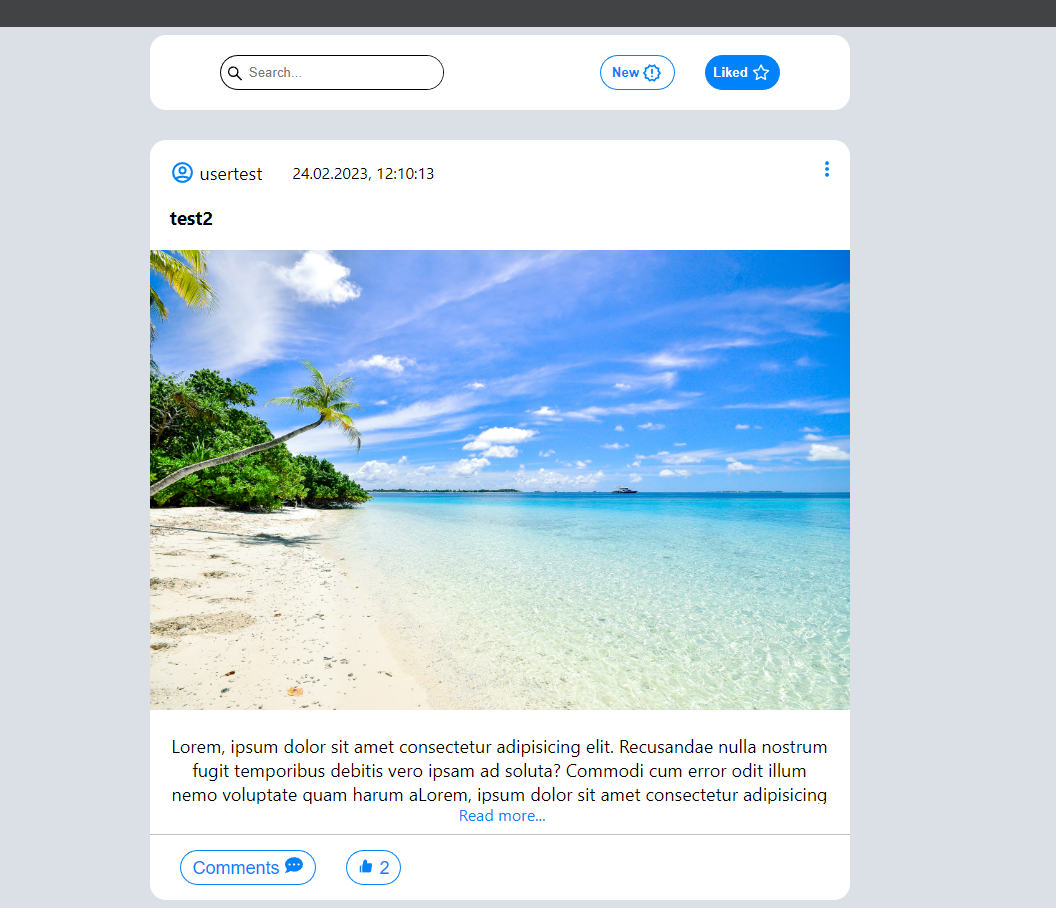 Search...
New
Liked
usertest 24.02.2023, 12:10:13
test2
Lorem, ipsum dolor sit amet consectetur adipisicing elit. Recusandae nulla nostrum
fugit temporibus debitis vero ipsam ad soluta? Commodi cum error odit illum
nemo voluptate quam harum aLorem, ipsum dolor sit amet consectetur adipisicing
Read more...
Comments
2